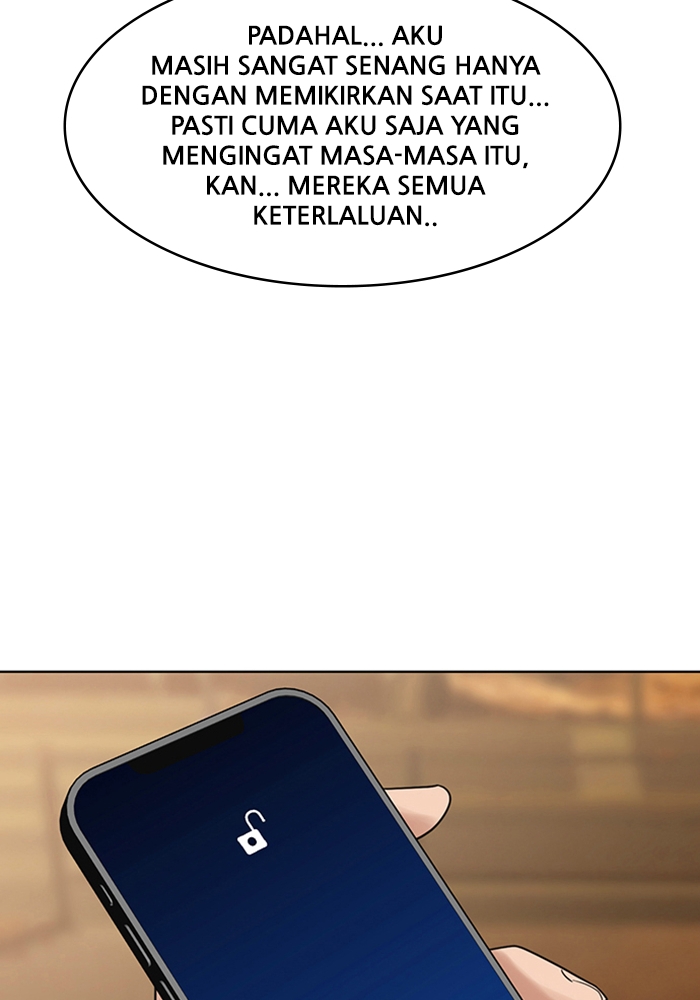 PADAHAL... AKU
MASIH SANGAT SENANG HANYA
DENGAN MEMIKIRKAN SAAT ITU...
PASTI CUMA AKU SAJA YANG
MENGINGAT MASA-MASA ITU,
KAN... MEREKA SEMUA
KETERLALUAN..